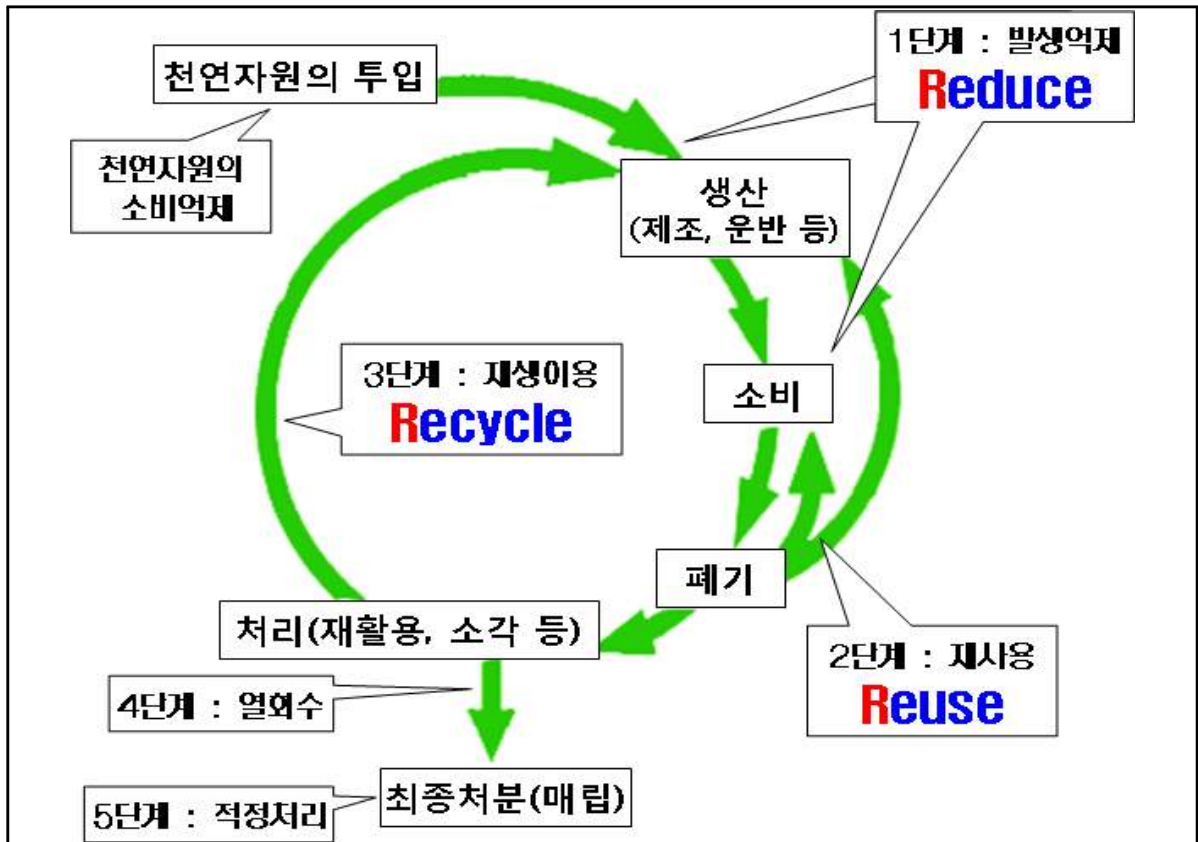 1단계 : 발생억제
Reduce
천연자원의 투입
천연자원의
소비억제
생산
(제조, 운반 등)
3단계 : 재생이용
Recycle
소비
폐기
처리(재활용, 소각 등)
2단계 : 재사용
Reuse
4단계 : 열회수
최종처분(매립)
5단계 : 적정처리